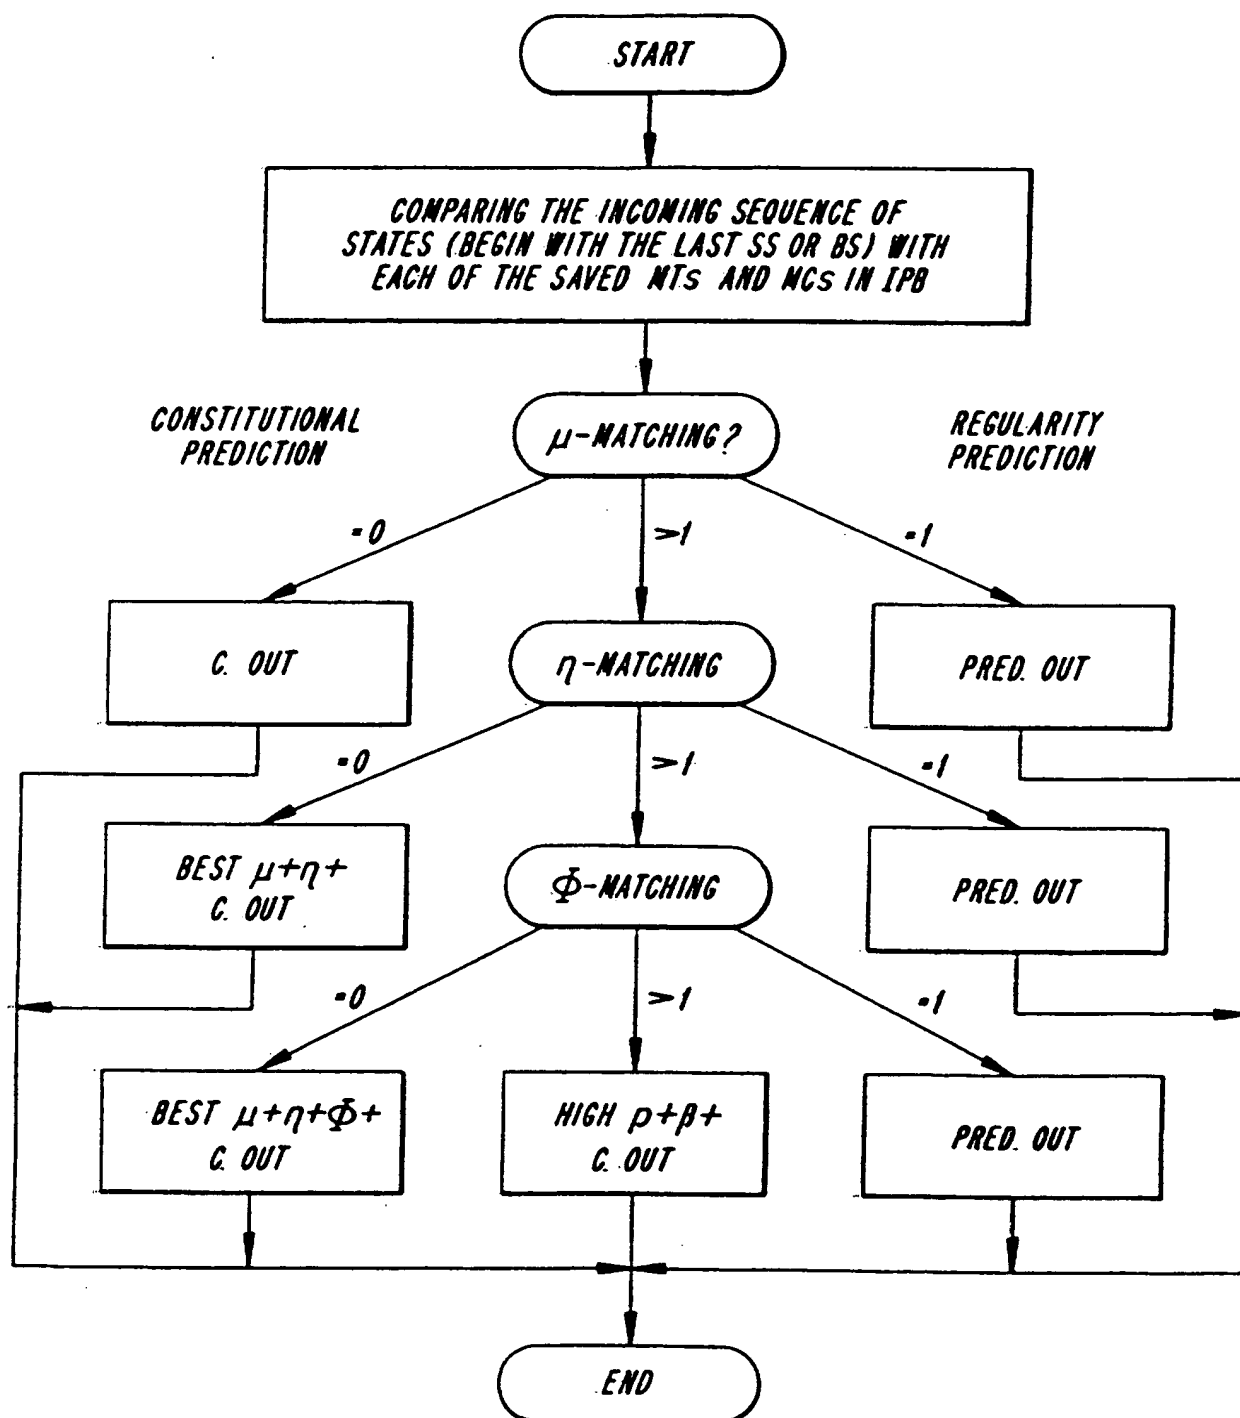 START
COMPARING THE INCOMING SEQUENCE OF
STATES (BEGIN WITH THE LAST SS OR BS) WITH
EACH OF THE SAVED MTs AND MCs IN IPB
CONSTITUTIONAL
PREDICTION
μ-MATCHING?
REGULARITY
PREDICTION
=0
>1
=1
C. OUT
η-MATCHING
PRED. OUT
=0
>1
=1
BEST μ+η+
C. OUT
Φ-MATCHING
PRED. OUT
=0
>1
=1
BEST μ+η+Φ+
C. OUT
HIGH p+β+
C. OUT
PRED. OUT
END